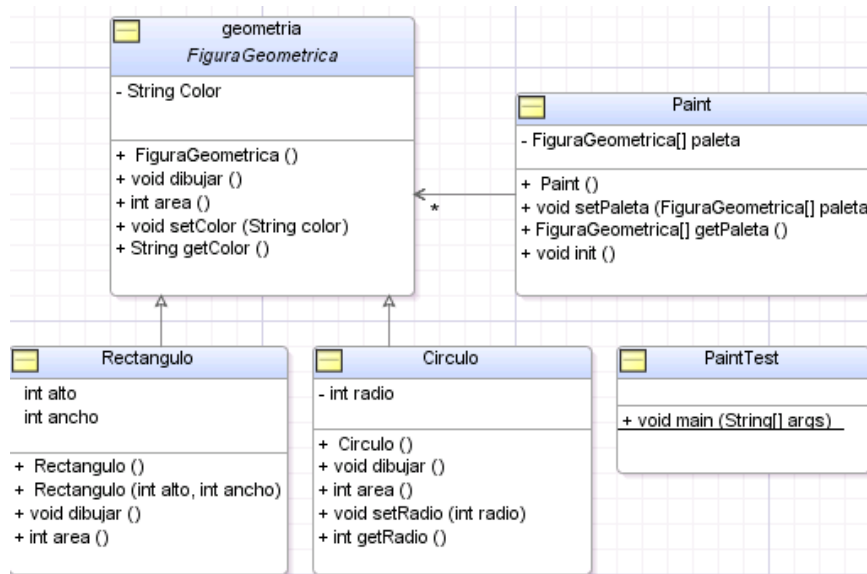 geometria
FiguraGeometrica
- String Color
+ FiguraGeometrica ()
+ void dibujar ()
+ int area ()
+ void setColor (String color)
+ String getColor ()
Paint
- FiguraGeometrica[] paleta
+ Paint ()
+ void setPaleta (FiguraGeometrica[] paleta
+ FiguraGeometrica[] getPaleta ()
+ void init ()
*
Rectangulo
int alto
int ancho
+ Rectangulo ()
+ Rectangulo (int alto, int ancho)
+ void dibujar ()
+ int area ()
Circulo
- int radio
+ Circulo ()
+ void dibujar ()
+ int area ()
+ void setRadio (int radio)
+ int getRadio ()
PaintTest
+ void main (String[] args)